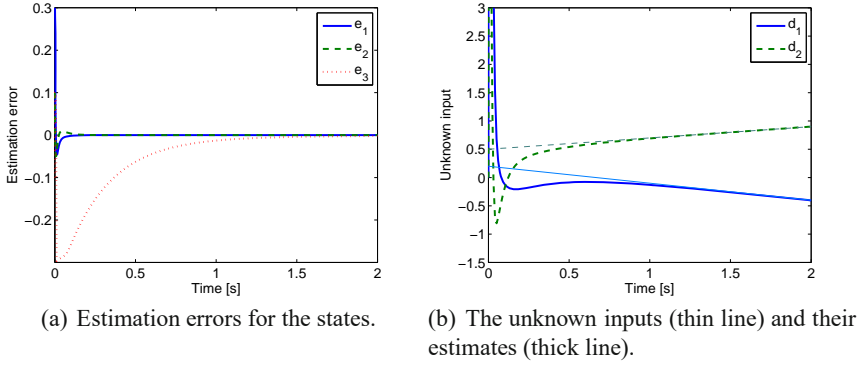 0.3
0.2
0.1
0
−0.1
−0.2
Estimation error
e1
e2
e3
0
0.5
1
1.5
2
Time [s]
(a) Estimation errors for the states.
3
2.5
2
1.5
1
0.5
0
−0.5
−1
−1.5
Unknown input
d1
d2
0
0.5
1
1.5
2
Time [s]
(b) The unknown inputs (thin line) and their
estimates (thick line).